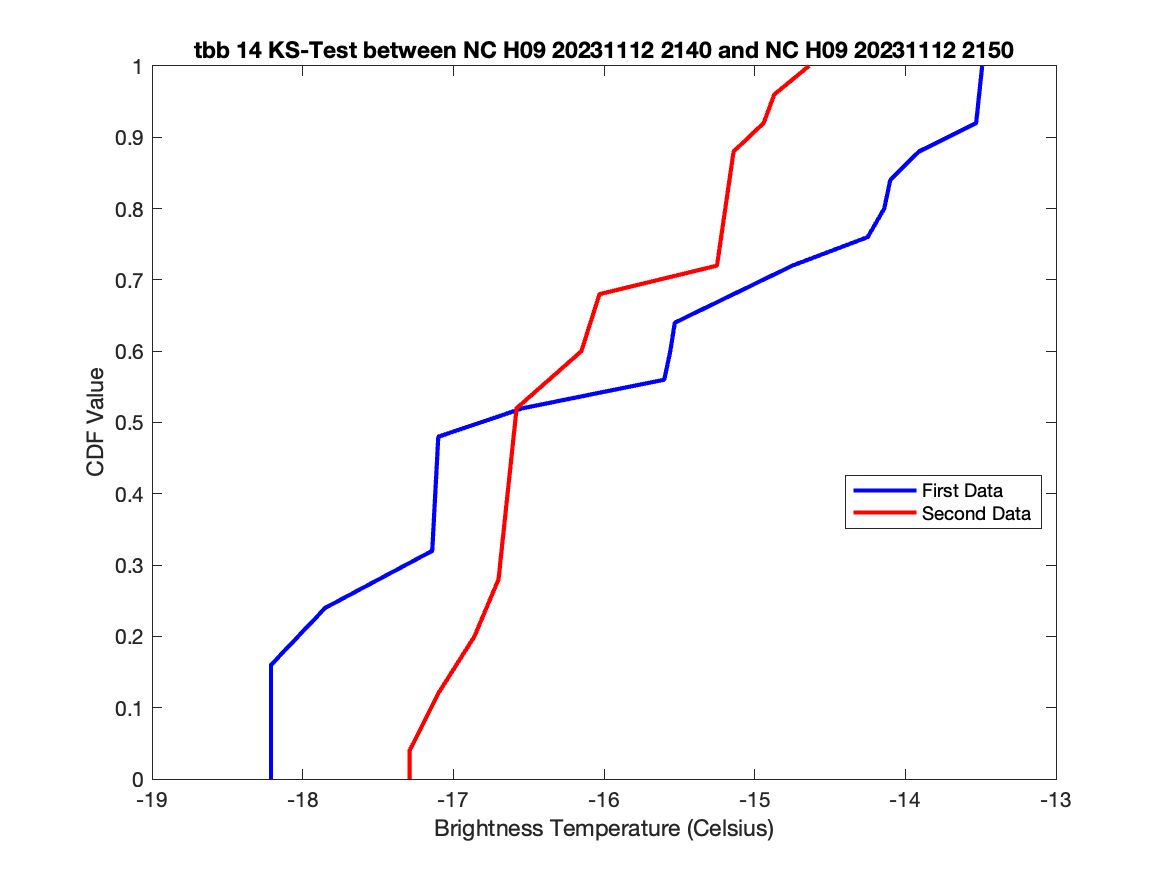 tbb 14 KS-Test between NC H09 20231112 2140 and NC H09 20231112 2150
1
0.9
0.8
0.7
0.6
0.5
0.4
0.3
0.2
0.1
0
CDF Value
First Data
Second Data
-19 -18 -17 -16 -15 -14 -13
Brightness Temperature (Celsius)